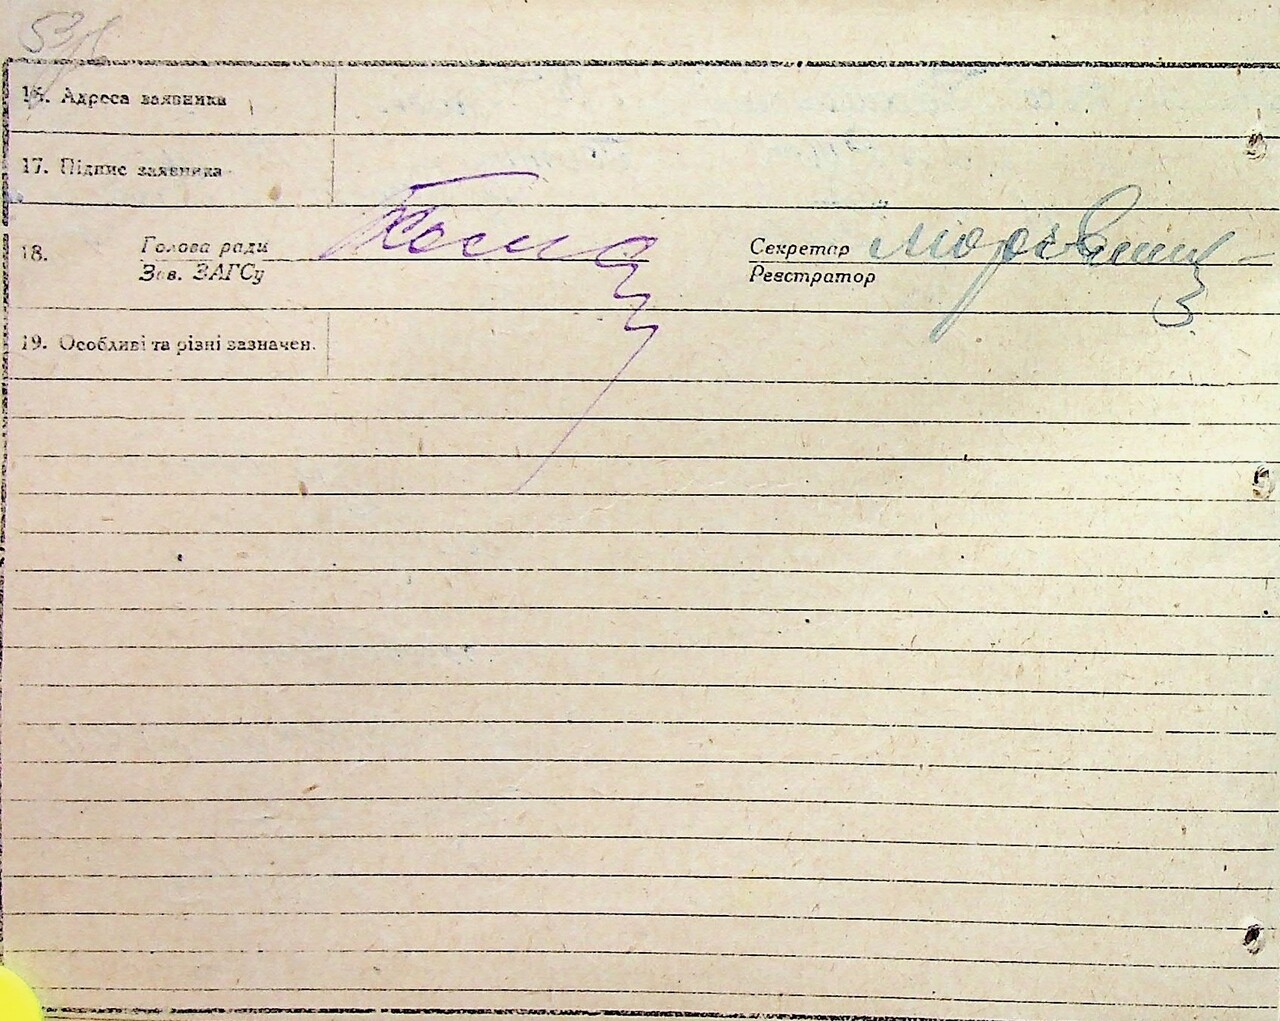 16. Адреса заявника
17. Підпис заявника
18. Голова ради Секретар
Зав. ЗАГСу Реєстратор
19. Особливі та різні зазначен.